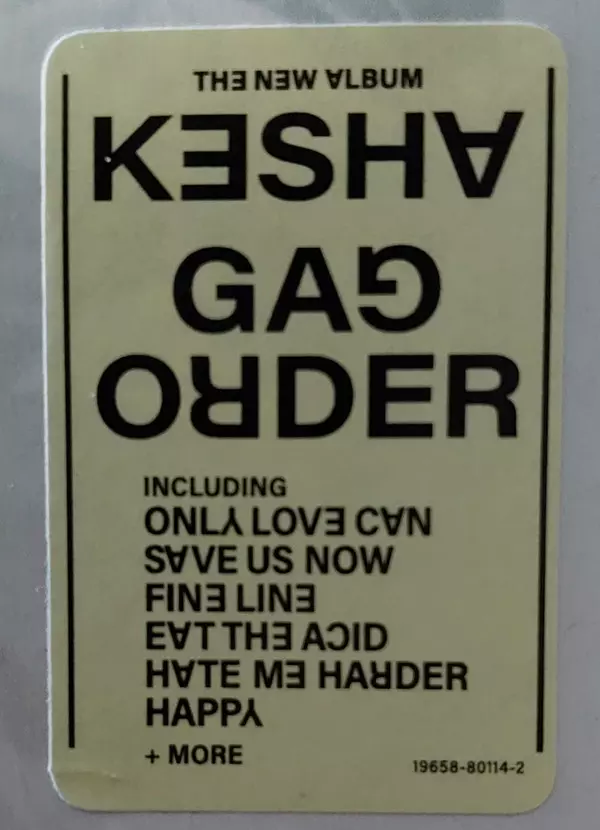 THE NEW ALBUM
KESHA
GAG
ORDER
INCLUDING
ONLY LOVE CAN
SAVE US NOW
FINE LINE
EAT THE ACID
HATE ME HARDER
HAPPY
+ MORE
19658-80114-2